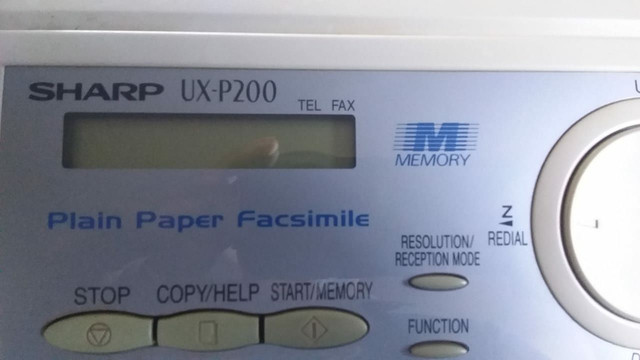 SHARP UX-P200
TEL FAX
M
MEMORY
Plain Paper Facsimile
Z
REDIAL
RESOLUTION/
RECEPTION MODE
STOP COPY/HELP START/MEMORY
FUNCTION